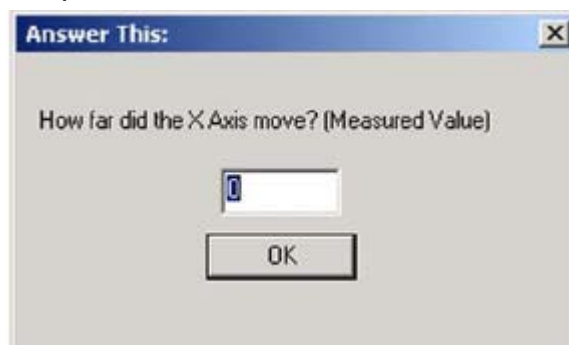 Answer This:
How far did the X Axis move? (Measured Value)
0
OK